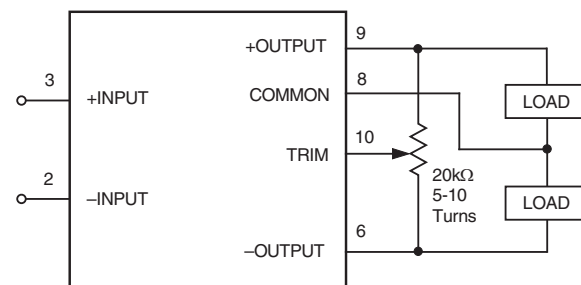 +OUTPUT 9
COMMON 8
LOAD
3 +INPUT
TRIM 10
20kΩ
5-10
Turns
2 –INPUT
LOAD
–OUTPUT 6